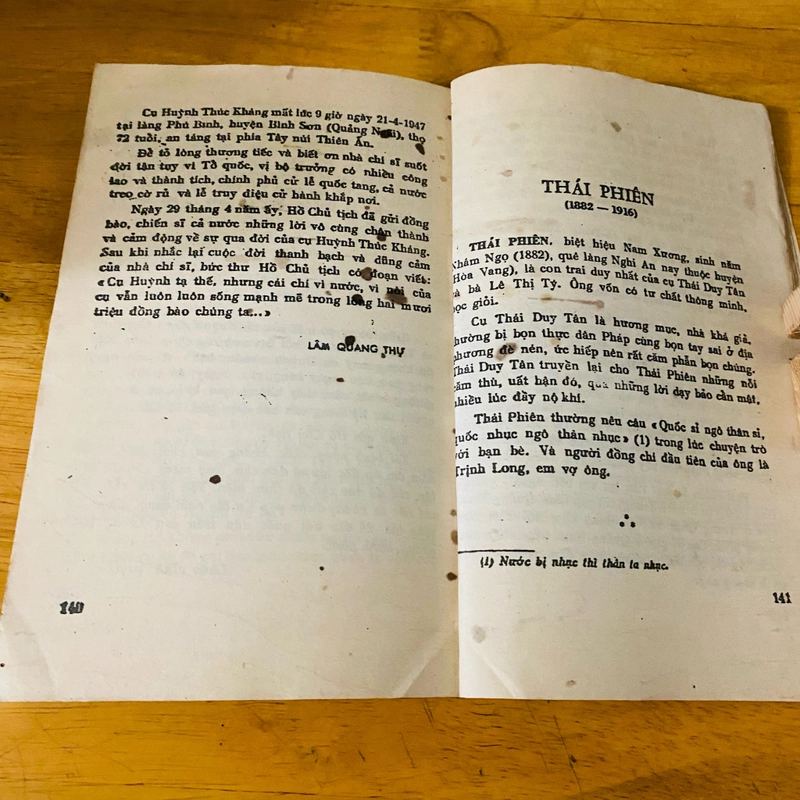 Cụ Huỳnh Thúc Kháng mất lúc 9 giờ ngày 21-4-1947
tại làng Phú Bình, huyện Bình Sơn (Quảng Ngãi), thọ
72 tuổi, an táng tại phía Tây núi Thiên Ấn.
Để tỏ lòng thương tiếc và biết ơn nhà chí sĩ suốt
đời tận tụy vì Tổ quốc, vị bộ trưởng có nhiều công
lao và thành tích, chính phủ cử lễ quốc tang, cả nước
treo cờ rủ và lễ truy điệu cử hành khắp nơi.
Ngày 29 tháng 4 năm ấy, Hồ Chủ tịch đã gửi đồng
bào, chiến sĩ cả nước những lời vô cùng chân thành
và cảm động về sự qua đời của cụ Huỳnh Thúc Kháng.
Sau khi nhắc lại cuộc đời thanh bạch và dũng cảm
của nhà chí sĩ, bức thư Hồ Chủ tịch có đoạn viết:
«Cụ Huỳnh tạ thế, nhưng cái chí vì nước, vì nòi của
cụ vẫn luôn luôn sống mạnh mẽ trong lòng hai mươi
triệu đồng bào chúng ta...»
LÂM QUANG THỰ
140
THÁI PHIÊN
(1882 — 1916)
THÁI PHIÊN, biệt hiệu Nam Xương, sinh năm
Nhâm Ngọ (1882), quê làng Nghi An nay thuộc huyện
Hòa Vang), là con trai duy nhất của cụ Thái Duy Tân
và bà Lê Thị Tý. Ông vốn có tư chất thông minh,
học giỏi.
Cụ Thái Duy Tân là hương mục, nhà khá giả,
thường bị bọn thực dân Pháp cùng bọn tay sai ở địa
phương đè nén, ức hiếp nên rất căm phẫn bọn chúng.
Thái Duy Tân truyền lại cho Thái Phiên những nỗi
căm thù, uất hận đó, qua những lời dạy bảo cần mật,
nhiều lúc đầy nộ khí.
Thái Phiên thường nêu câu «Quốc sỉ ngô thân sỉ,
quốc nhục ngô thân nhục» (1) trong lúc chuyện trò
với bạn bè. Và người đồng chí đầu tiên của ông là
Trịnh Long, em vợ ông.
(1) Nước bị nhục thì thân ta nhục.
141